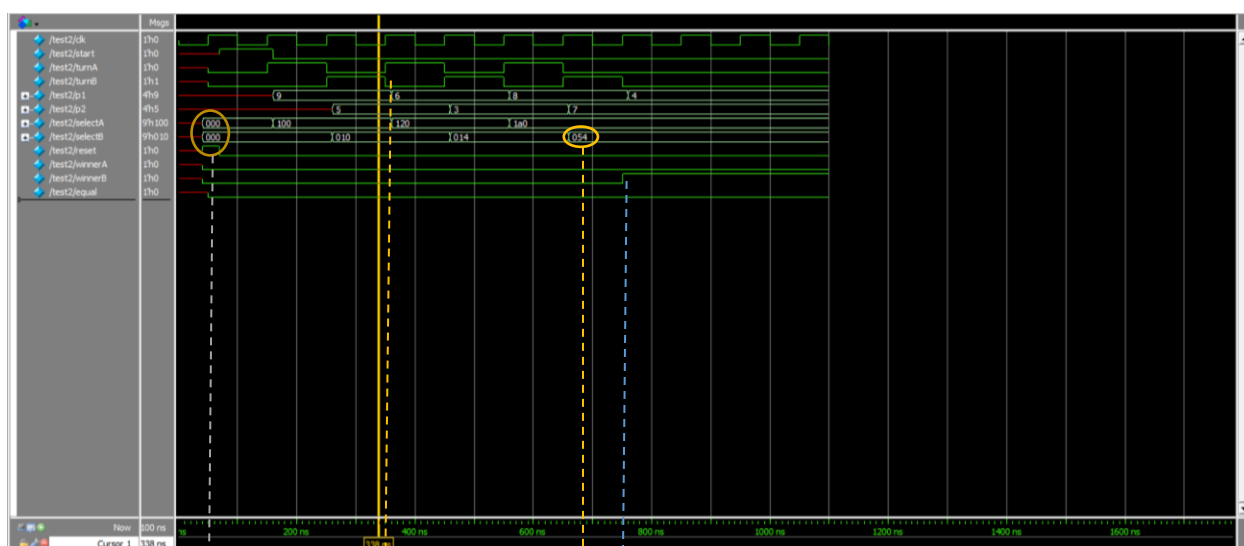 Msgs
/test2/clk 1'h0
/test2/start 1'h0
/test2/turnA 1'h0
/test2/turnB 1'h1
/test2/p1 4'h9 9 6 8 4
/test2/p2 4'h5 5 3 7
/test2/selectA 9'h100 000 100 120 1a0
/test2/selectB 9'h010 000 010 014 054
/test2/reset 1'h0
/test2/winnerA 1'h0
/test2/winnerB 1'h0
/test2/equal 1'h0
Now 100 ns ns 200 ns 400 ns 600 ns 800 ns 1000 ns 1200 ns 1400 ns 1600 ns
Cursor 1 338 ns 338 ns